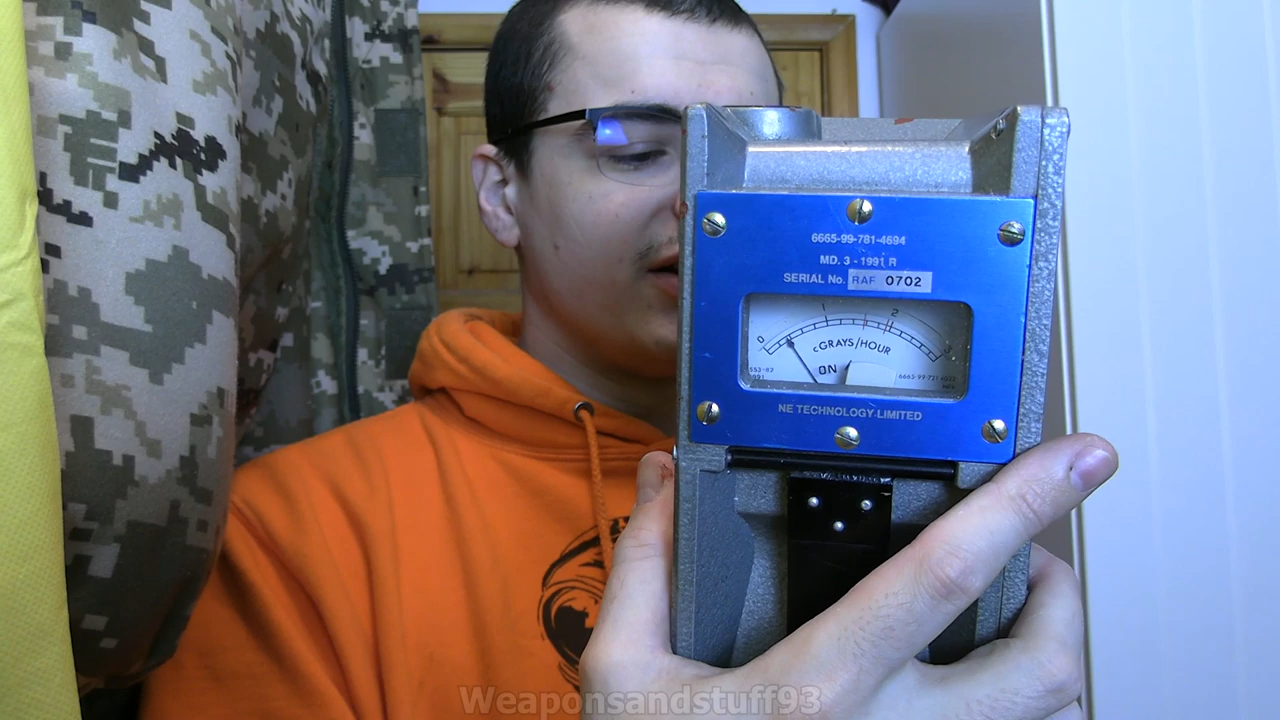 6665-99-781-4694
MD. 3 - 1991 R
SERIAL No. RAF 0702
0 1 2 3
cGRAYS/HOUR
ON
NE TECHNOLOGY LIMITED
Weaponsandstuff93